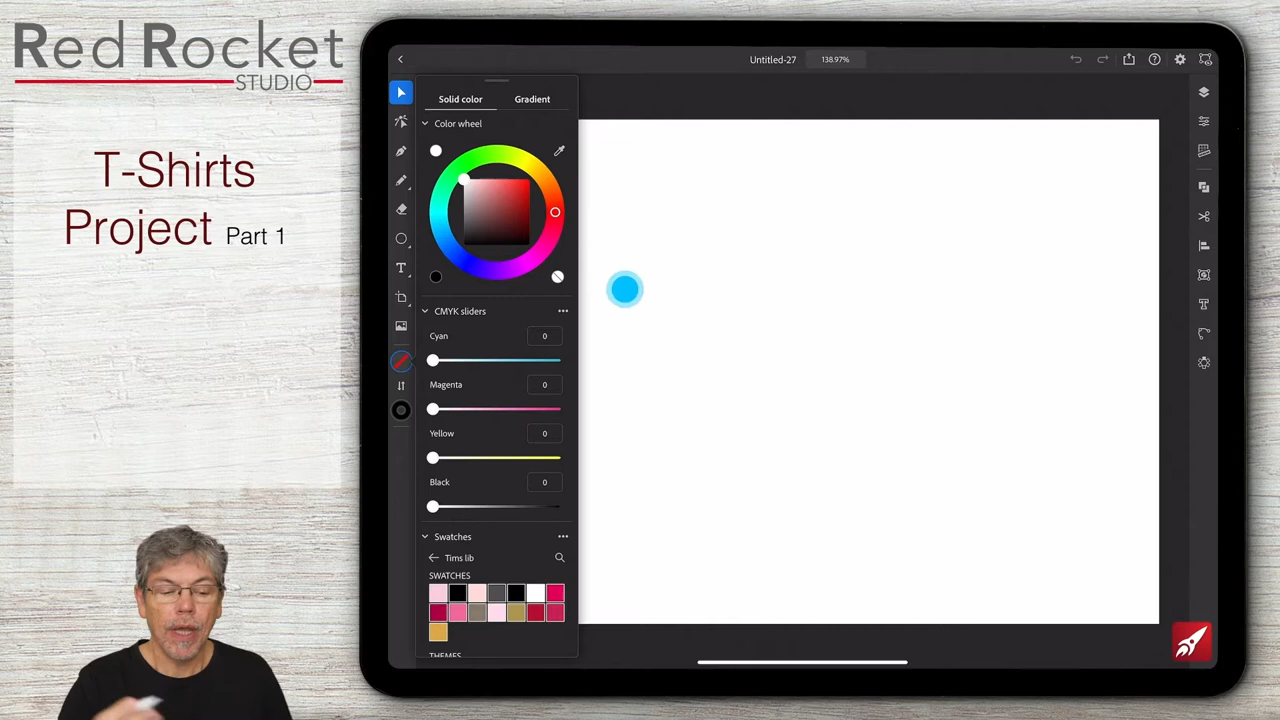 Red Rocket
STUDIO
T-Shirts
Project Part 1
Untitled-27 138.97%
Solid color Gradient
Color wheel
CMYK sliders
Cyan 0
Magenta 0
Yellow 0
Black 0
Swatches
Tims lib
SWATCHES
THEMES